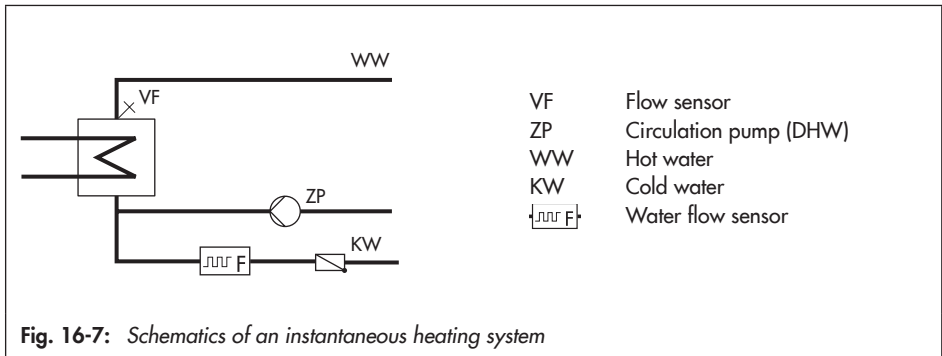 WW
VF
ZP
KW
F
VF Flow sensor
ZP Circulation pump (DHW)
WW Hot water
KW Cold water
F Water flow sensor
Fig. 16-7: Schematics of an instantaneous heating system